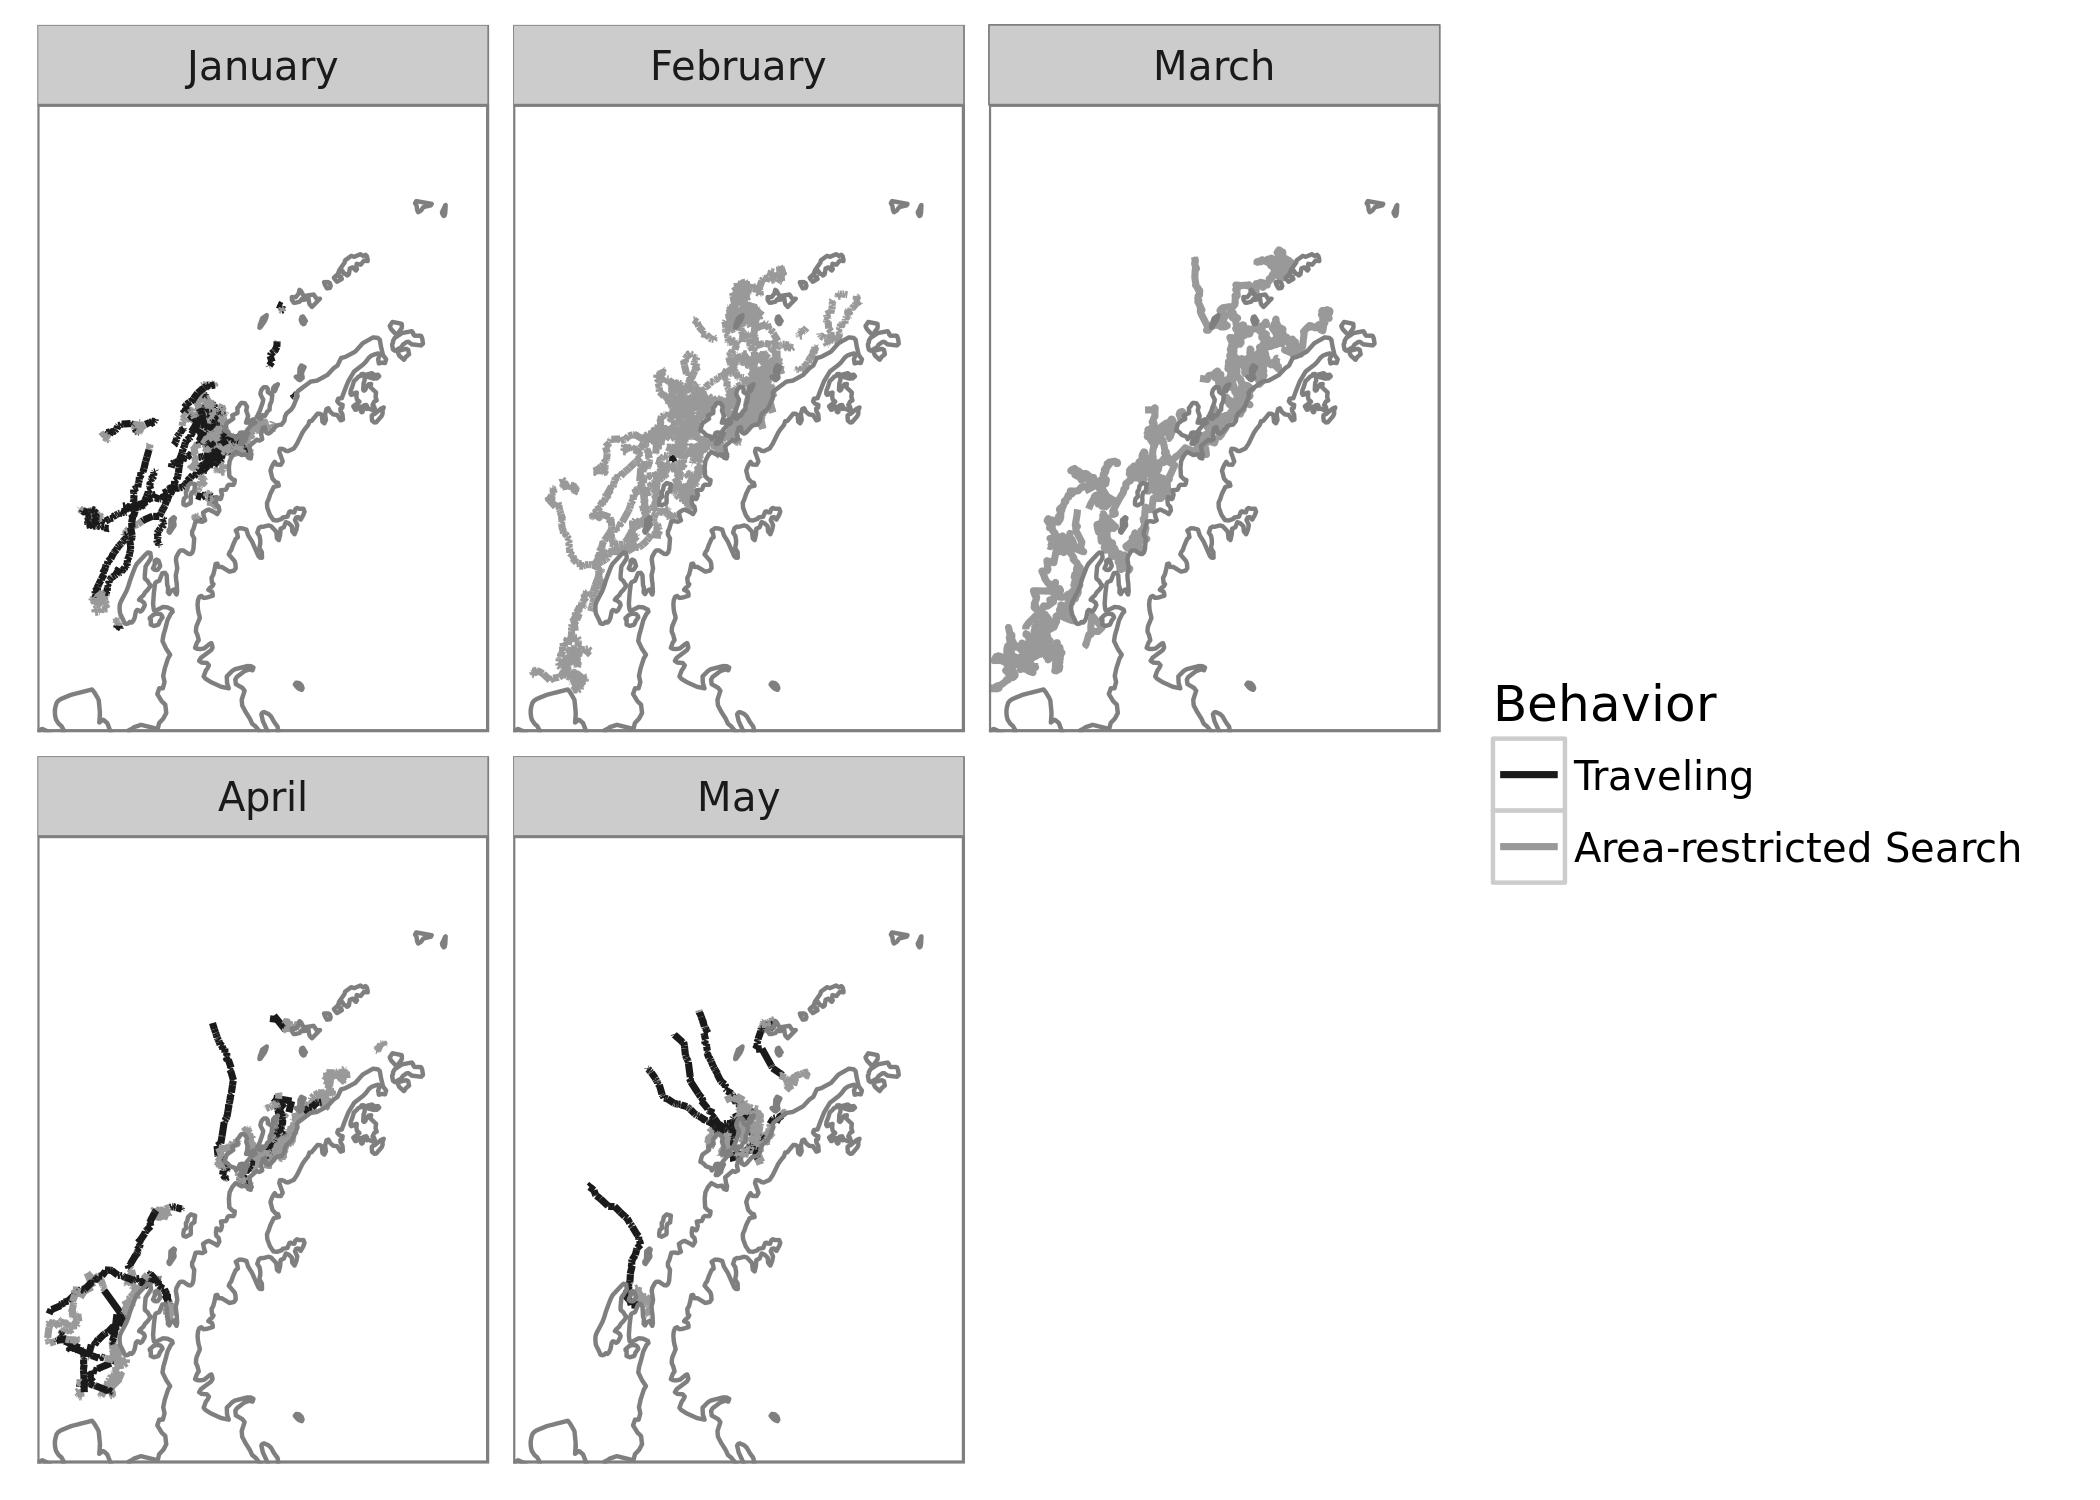 January
February
March
April
May
Behavior
Traveling
Area-restricted Search